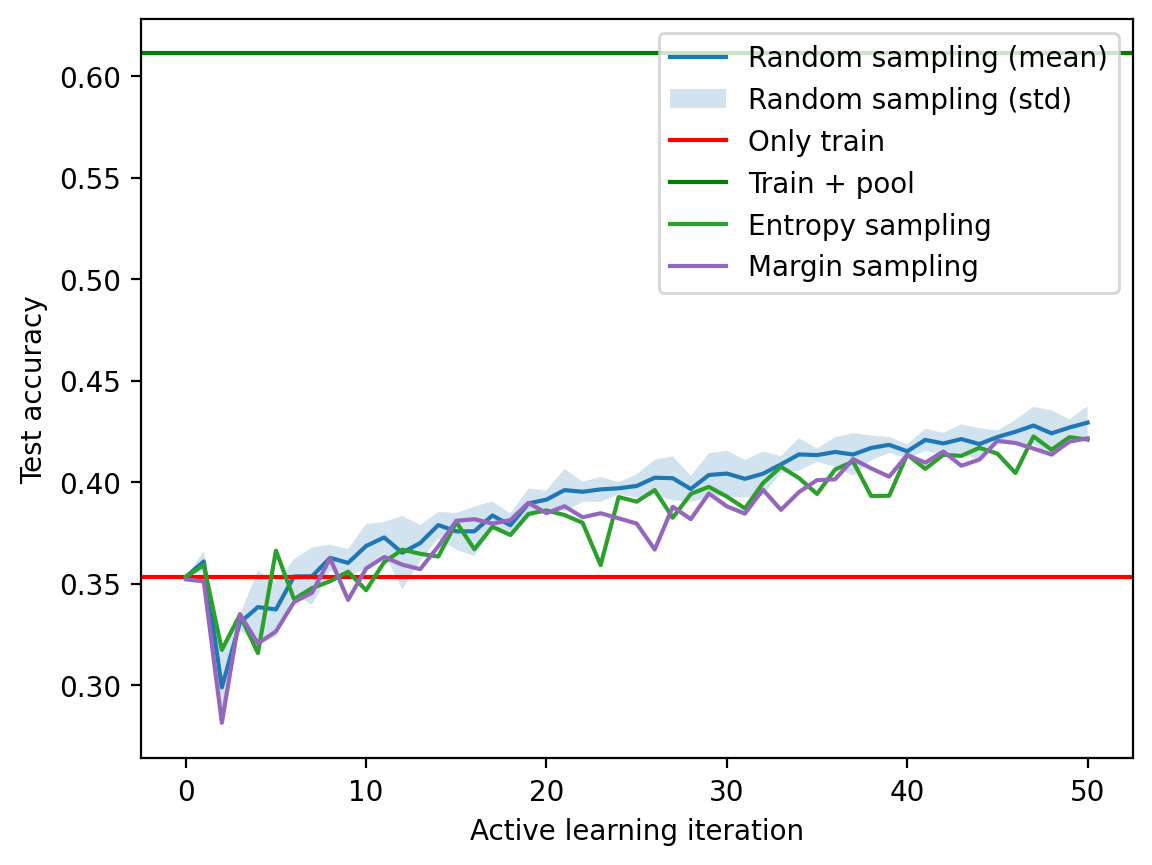 Random sampling (mean)
Random sampling (std)
Only train
Train + pool
Entropy sampling
Margin sampling
0.60
0.55
0.50
0.45
0.40
0.35
0.30
Test accuracy
0
10
20
30
40
50
Active learning iteration